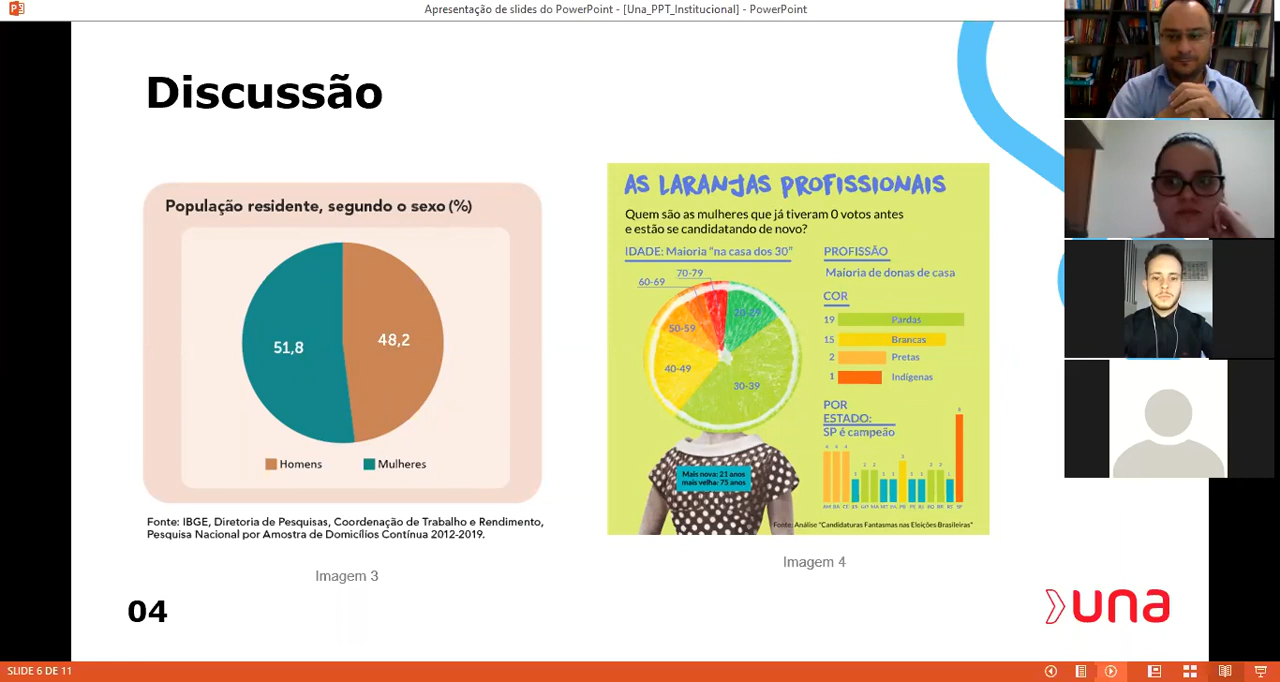 Apresentação de slides do PowerPoint - [Una_PPT_Institucional] - PowerPoint
Discussão
População residente, segundo o sexo (%)
51,8
48,2
Homens
Mulheres
Fonte: IBGE, Diretoria de Pesquisas, Coordenação de Trabalho e Rendimento,
Pesquisa Nacional por Amostra de Domicílios Contínua 2012-2019.
Imagem 3
AS LARANJAS PROFISSIONAIS
Quem são as mulheres que já tiveram 0 votos antes
e estão se candidatando de novo?
IDADE: Maioria "na casa dos 30"
70-79
60-69
20-29
50-59
40-49
30-39
Mais nova: 21 anos
mais velha: 75 anos
PROFISSÃO
Maioria de donas de casa
COR
19 Pardas
15 Brancas
2 Pretas
1 Indígenas
POR
ESTADO:
SP é campeão
Fonte: Análise "Candidaturas Fantasmas nas Eleições Brasileiras"
Imagem 4
04
una
SLIDE 6 DE 11